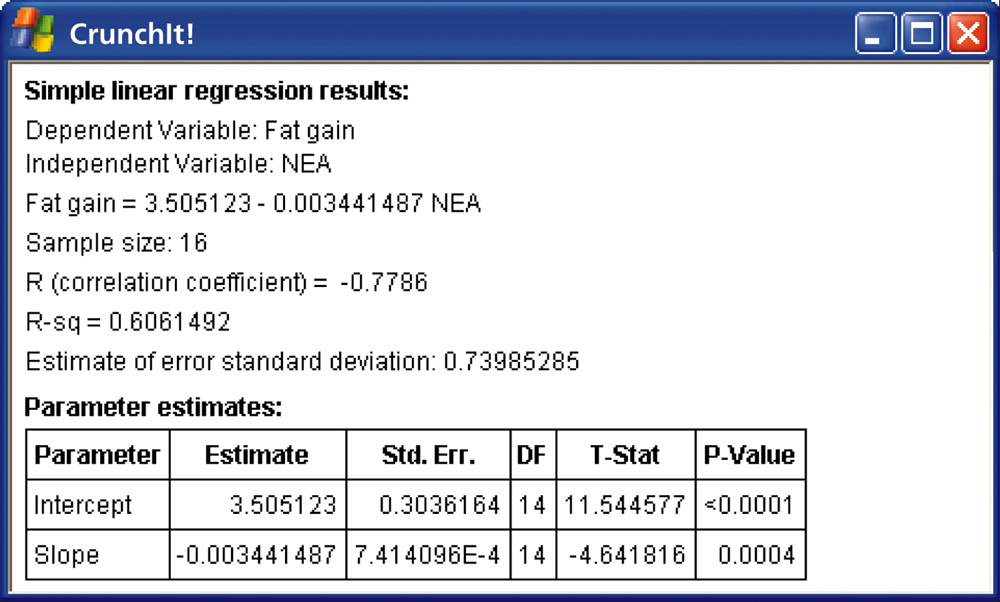 CrunchIt!
Simple linear regression results:
Dependent Variable: Fat gain
Independent Variable: NEA
Fat gain = 3.505123 - 0.003441487 NEA
Sample size: 16
R (correlation coefficient) = -0.7786
R-sq = 0.6061492
Estimate of error standard deviation: 0.73985285
Parameter estimates:
Parameter Estimate Std. Err. DF T-Stat P-Value
Intercept 3.505123 0.3036164 14 11.544577 <0.0001
Slope -0.003441487 7.414096E-4 14 -4.641816 0.0004